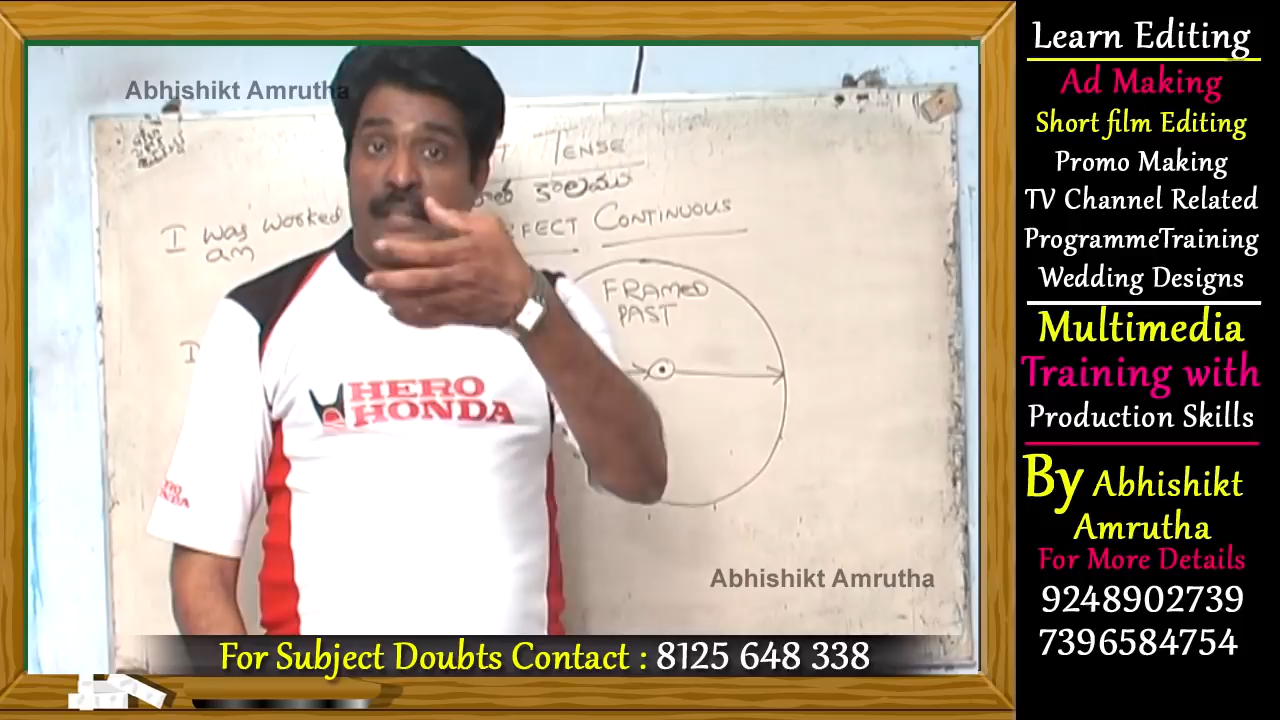 Abhishikt Amrutha
T TENSE
కాలము
FECT CONTINUOUS
I was worked
am
FRAMED
PAST
I
HERO
HONDA
HONDA
Abhishikt Amrutha
For Subject Doubts Contact : 8125 648 338
Learn Editing
Ad Making
Short film Editing
Promo Making
TV Channel Related
ProgrammeTraining
Wedding Designs
Multimedia
Training with
Production Skills
By Abhishikt
Amrutha
For More Details
9248902739
7396584754